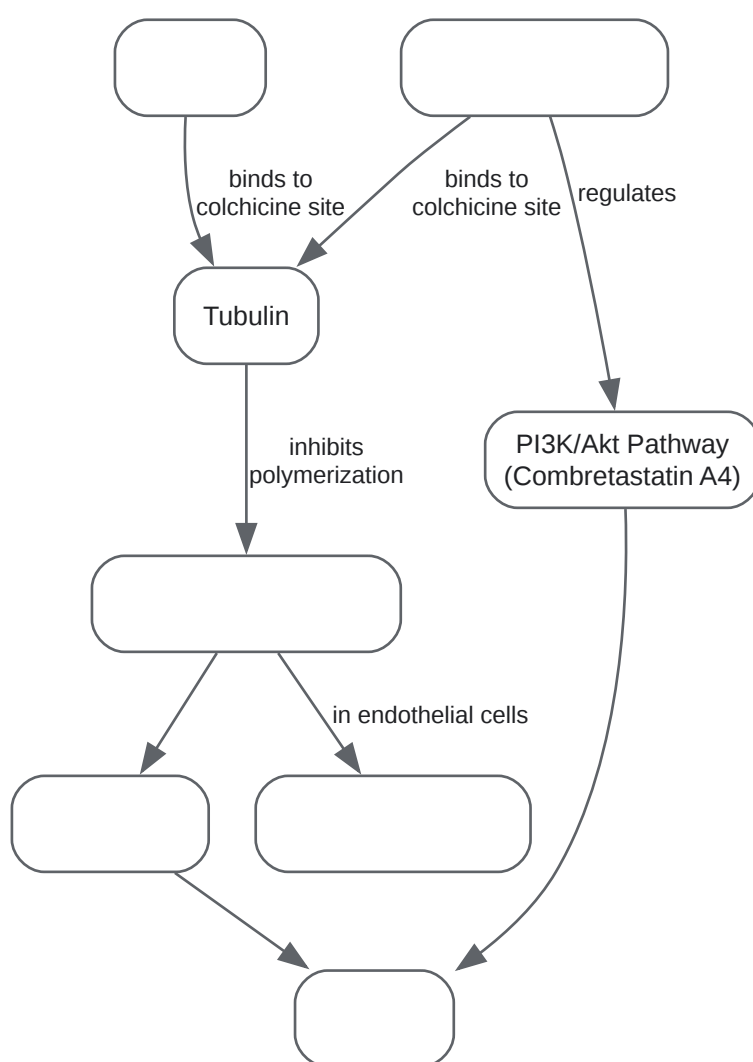 binds to
colchicine site
binds to
colchicine site
regulates
Tubulin
PI3K/Akt Pathway
(Combretastatin A4)
inhibits
polymerization
in endothelial cells